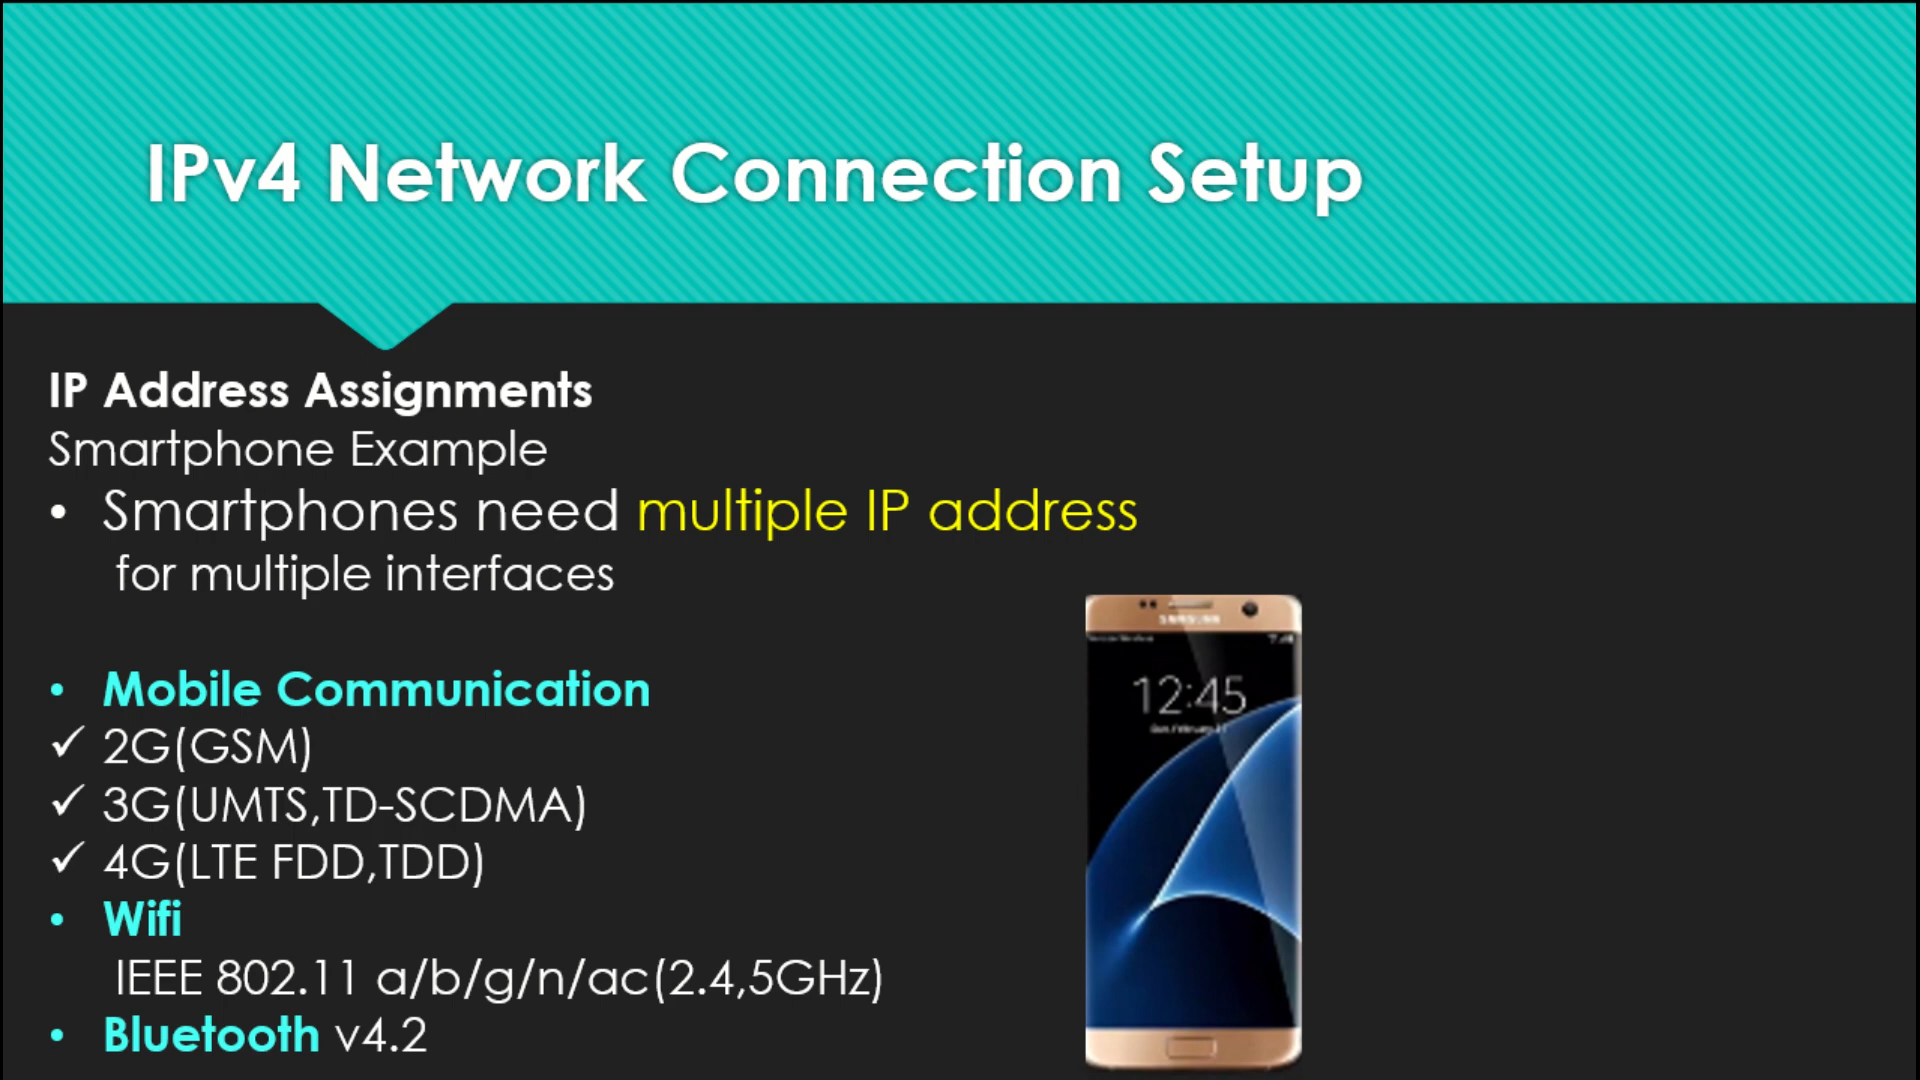 IPv4 Network Connection Setup
IP Address Assignments
Smartphone Example
• Smartphones need multiple IP address
for multiple interfaces
• Mobile Communication
✓ 2G(GSM)
✓ 3G(UMTS,TD-SCDMA)
✓ 4G(LTE FDD,TDD)
• Wifi
IEEE 802.11 a/b/g/n/ac(2.4,5GHz)
• Bluetooth v4.2
SAMSUNG
12:45